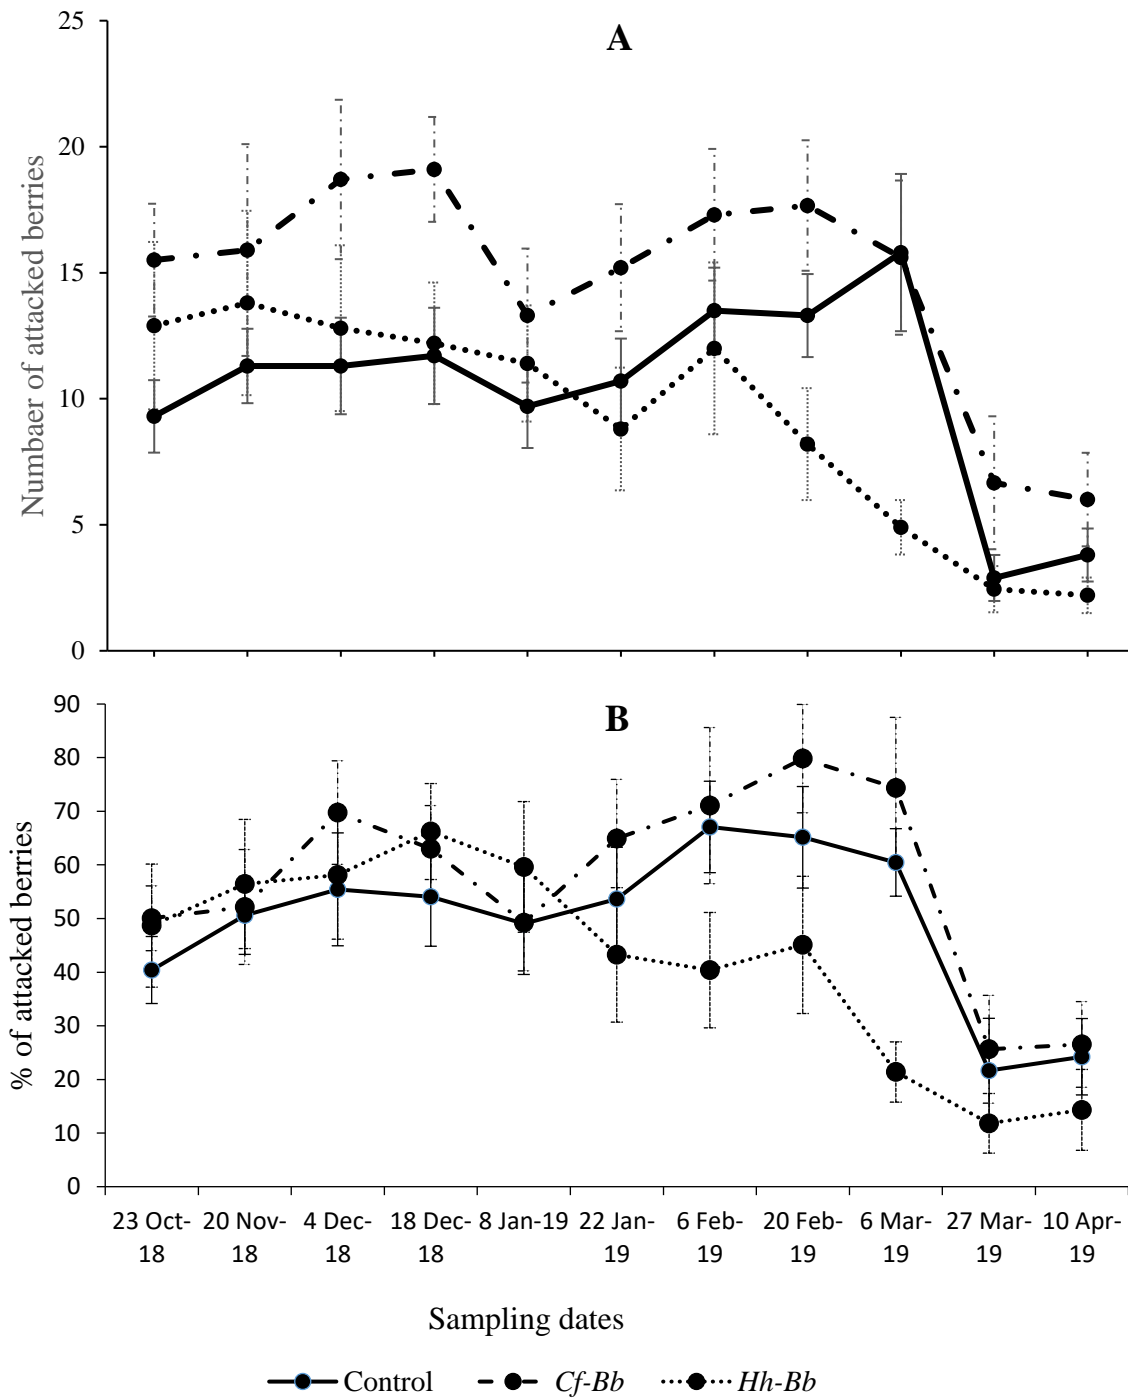 A
25
20
15
10
5
0
Numbaer of attacked berries
B
90
80
70
60
50
40
30
20
10
0
% of attacked berries
23 Oct- 20 Nov- 4 Dec- 18 Dec- 8 Jan-19 22 Jan- 6 Feb- 20 Feb- 6 Mar- 27 Mar- 10 Apr-
18 18 18 18 19 19 19 19 19 19
Sampling dates
Control Cf-Bb Hh-Bb